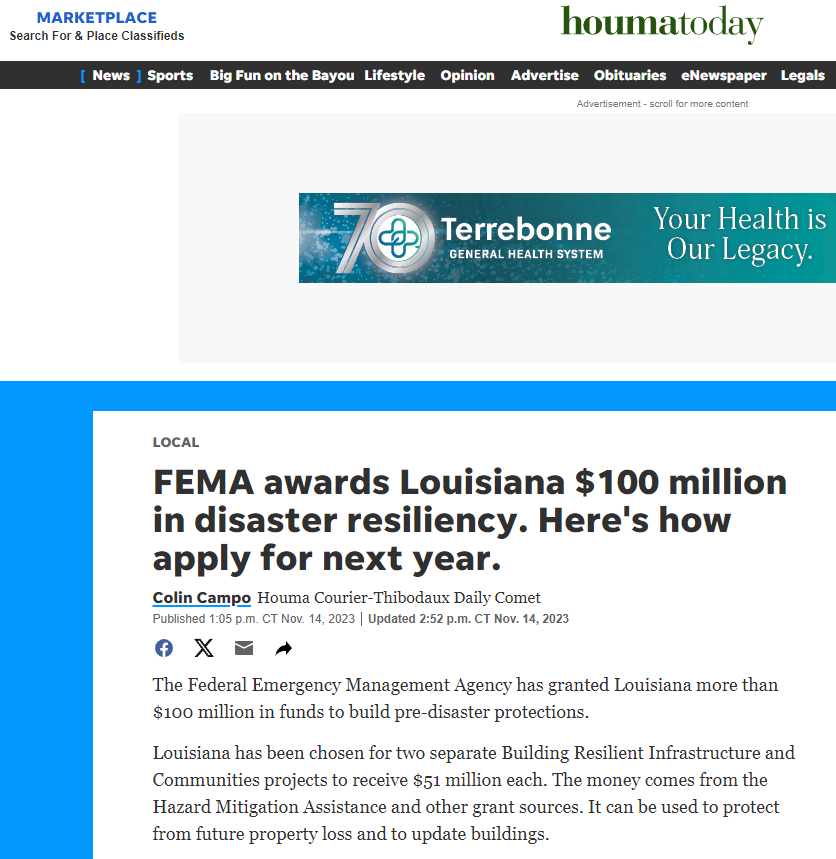 MARKETPLACE
Search For & Place Classifieds
houmatoday
[ News ] Sports Big Fun on the Bayou Lifestyle Opinion Advertise Obituaries eNewspaper Legals
Advertisement - scroll for more content
70 Terrebonne
GENERAL HEALTH SYSTEM
Your Health is
Our Legacy.
LOCAL
FEMA awards Louisiana $100 million
in disaster resiliency. Here's how
apply for next year.
Colin Campo Houma Courier-Thibodaux Daily Comet
Published 1:05 p.m. CT Nov. 14, 2023 | Updated 2:52 p.m. CT Nov. 14, 2023
The Federal Emergency Management Agency has granted Louisiana more than
$100 million in funds to build pre-disaster protections.
Louisiana has been chosen for two separate Building Resilient Infrastructure and
Communities projects to receive $51 million each. The money comes from the
Hazard Mitigation Assistance and other grant sources. It can be used to protect
from future property loss and to update buildings.